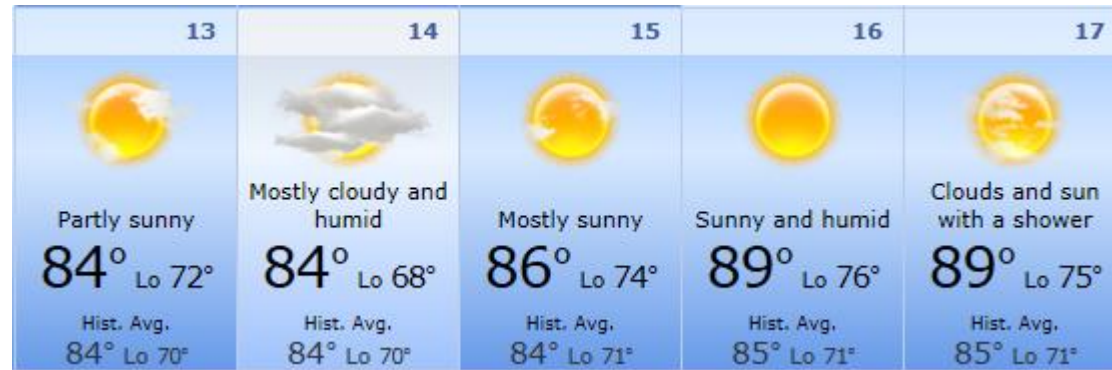 13
Partly sunny
84° Lo 72°
Hist. Avg.
84° Lo 70°
14
Mostly cloudy and
humid
84° Lo 68°
Hist. Avg.
84° Lo 70°
15
Mostly sunny
86° Lo 74°
Hist. Avg.
84° Lo 71°
16
Sunny and humid
89° Lo 76°
Hist. Avg.
85° Lo 71°
17
Clouds and sun
with a shower
89° Lo 75°
Hist. Avg.
85° Lo 71°